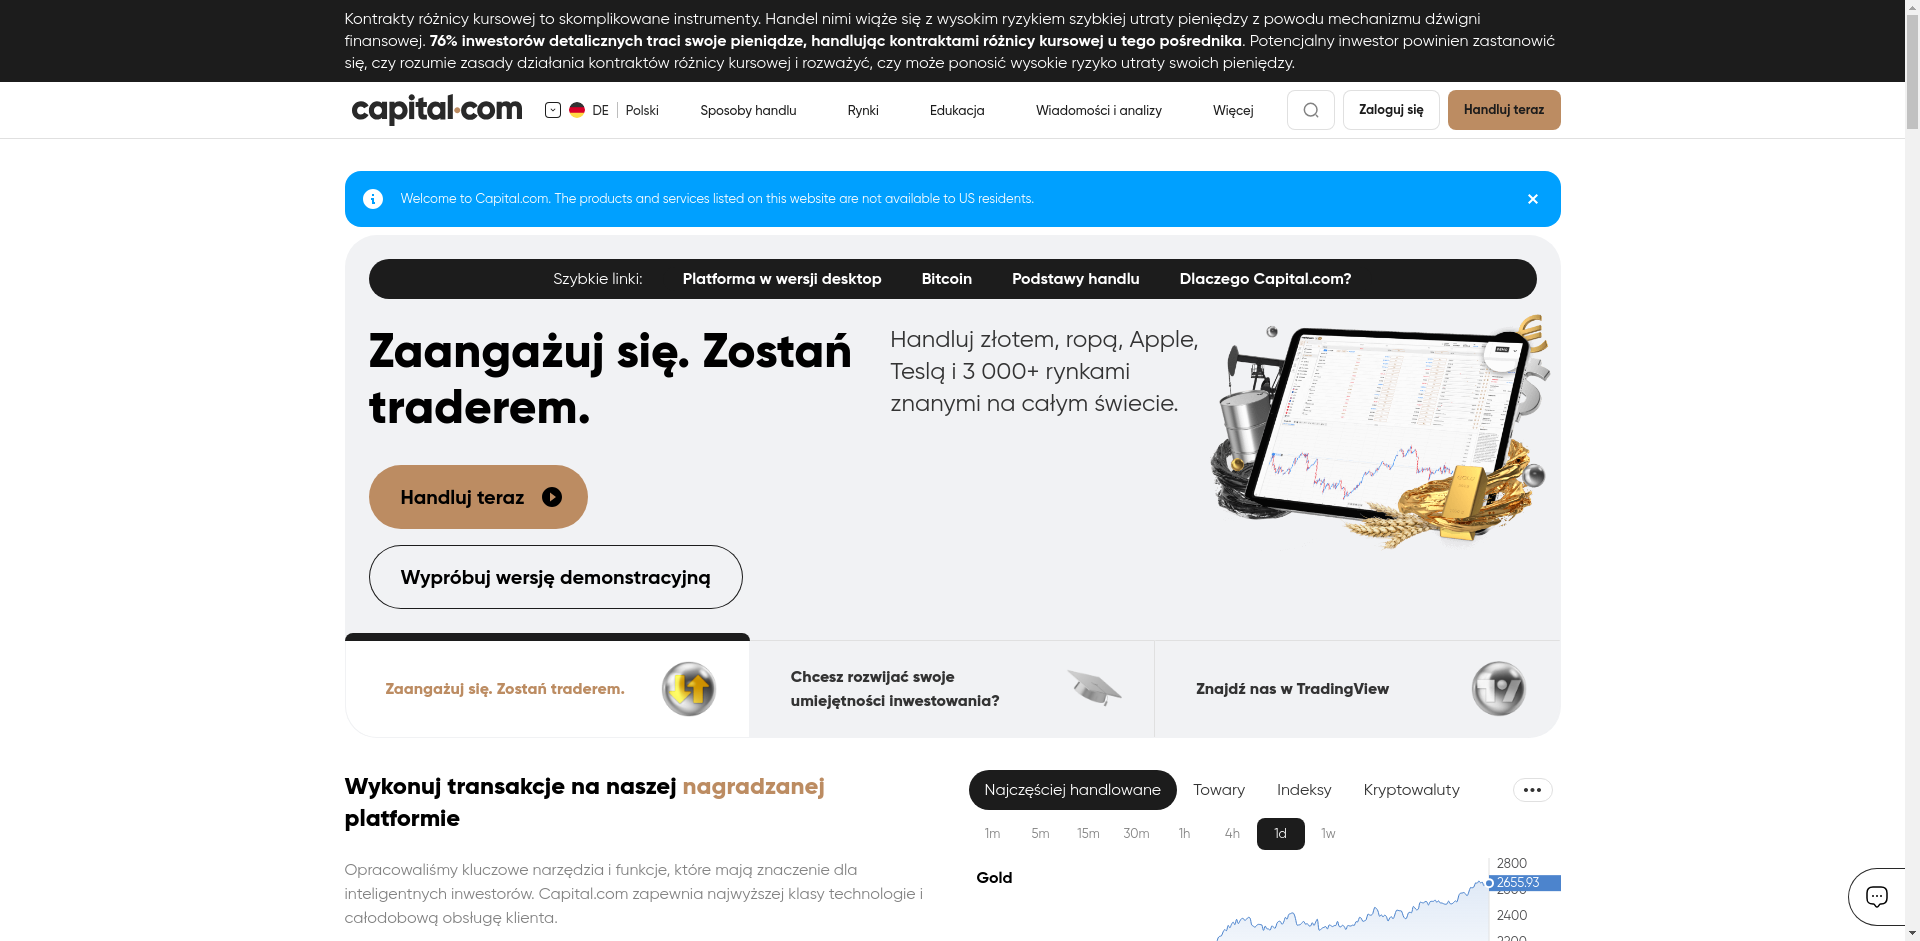 Kontrakty różnicy kursowej to skomplikowane instrumenty. Handel nimi wiąże się z wysokim ryzykiem szybkiej utraty pieniędzy z powodu mechanizmu dźwigni
finansowej. 76% inwestorów detalicznych traci swoje pieniądze, handlując kontraktami różnicy kursowej u tego pośrednika. Potencjalny inwestor powinien zastanowić
się, czy rozumie zasady działania kontraktów różnicy kursowej i rozważyć, czy może ponosić wysokie ryzyko utraty swoich pieniędzy.
capital.com DE Polski Sposoby handlu Rynki Edukacja Wiadomości i analizy Więcej Zaloguj się Handluj teraz
Welcome to Capital.com. The products and services listed on this website are not available to US residents.
Szybkie linki: Platforma w wersji desktop Bitcoin Podstawy handlu Dlaczego Capital.com?
Zaangażuj się. Zostań
traderem.
Handluj złotem, ropą, Apple,
Teslą i 3 000+ rynkami
znanymi na całym świecie.
Handluj teraz
Wypróbuj wersję demonstracyjną
Zaangażuj się. Zostań traderem.
Chcesz rozwijać swoje
umiejętności inwestowania?
Znajdź nas w TradingView
Wykonuj transakcje na naszej nagradzanej
platformie
Opracowaliśmy kluczowe narzędzia i funkcje, które mają znaczenie dla
inteligentnych inwestorów. Capital.com zapewnia najwyższej klasy technologie i
całodobową obsługę klienta.
Najczęściej handlowane Towary Indeksy Kryptowaluty
1m 5m 15m 30m 1h 4h 1d 1w
Gold
2800
2655.93
2400